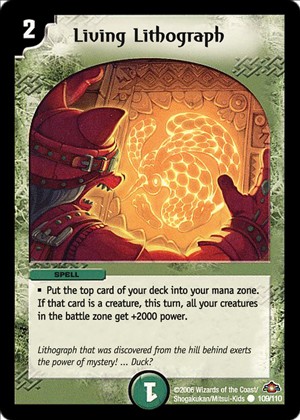 2
Living Lithograph
SPELL
▪ Put the top card of your deck into your mana zone.
If that card is a creature, this turn, all your creatures
in the battle zone get +2000 power.
Lithograph that was discovered from the hill behind exerts
the power of mystery! ... Duck?
1
©2006 Wizards of the Coast/
Shogakukan/Mitsui-Kids ● 109/110